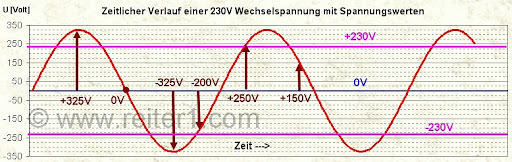 U [Volt] Zeitlicher Verlauf einer 230V Wechselspannung mit Spannungswerten
350
250
150
50
-50
-150
-250
-350
+230V
-325V -200V
0V
+325V
0V
+250V
+150V
-230V
© www.reiter1.com
Zeit --->